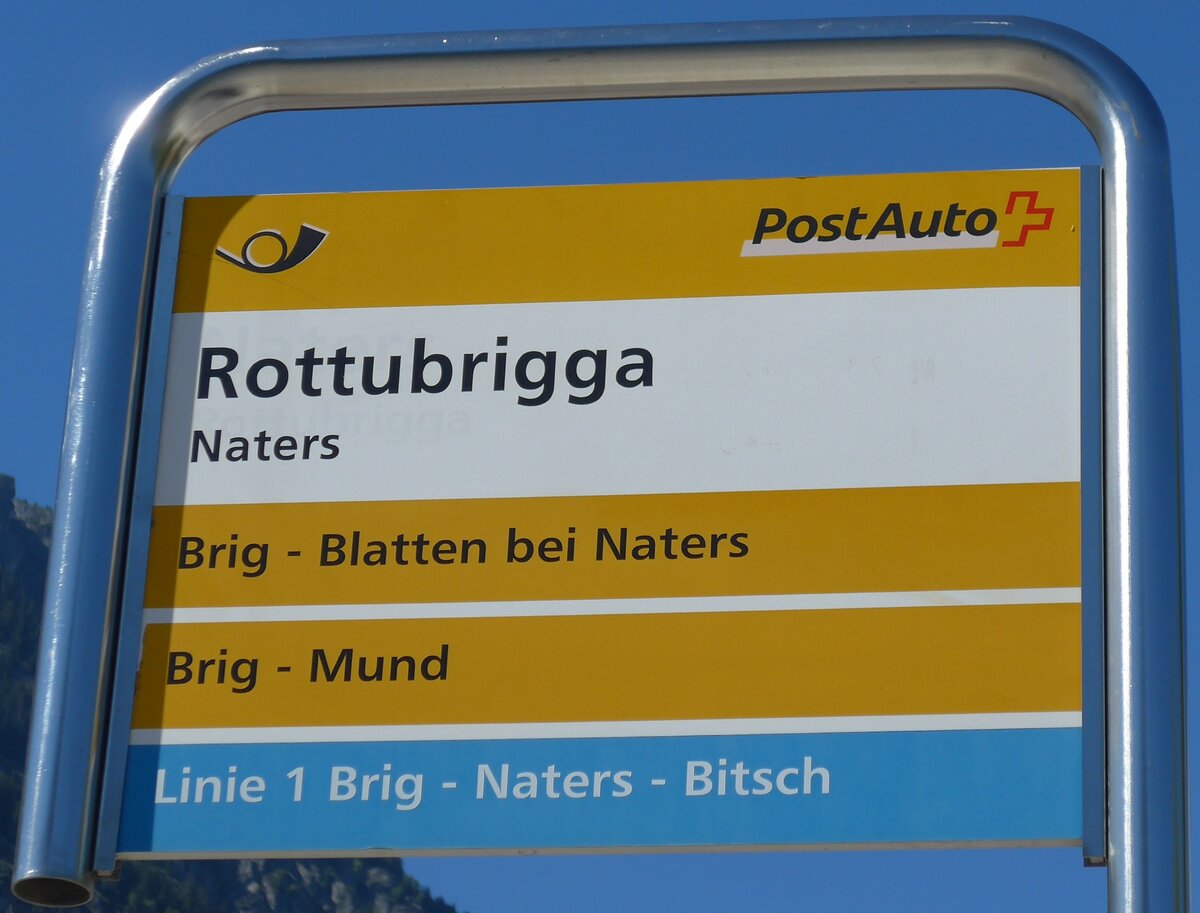 PostAuto
Rottubrigga
Naters
Brig - Blatten bei Naters
Brig - Mund
Linie 1 Brig - Naters - Bitsch